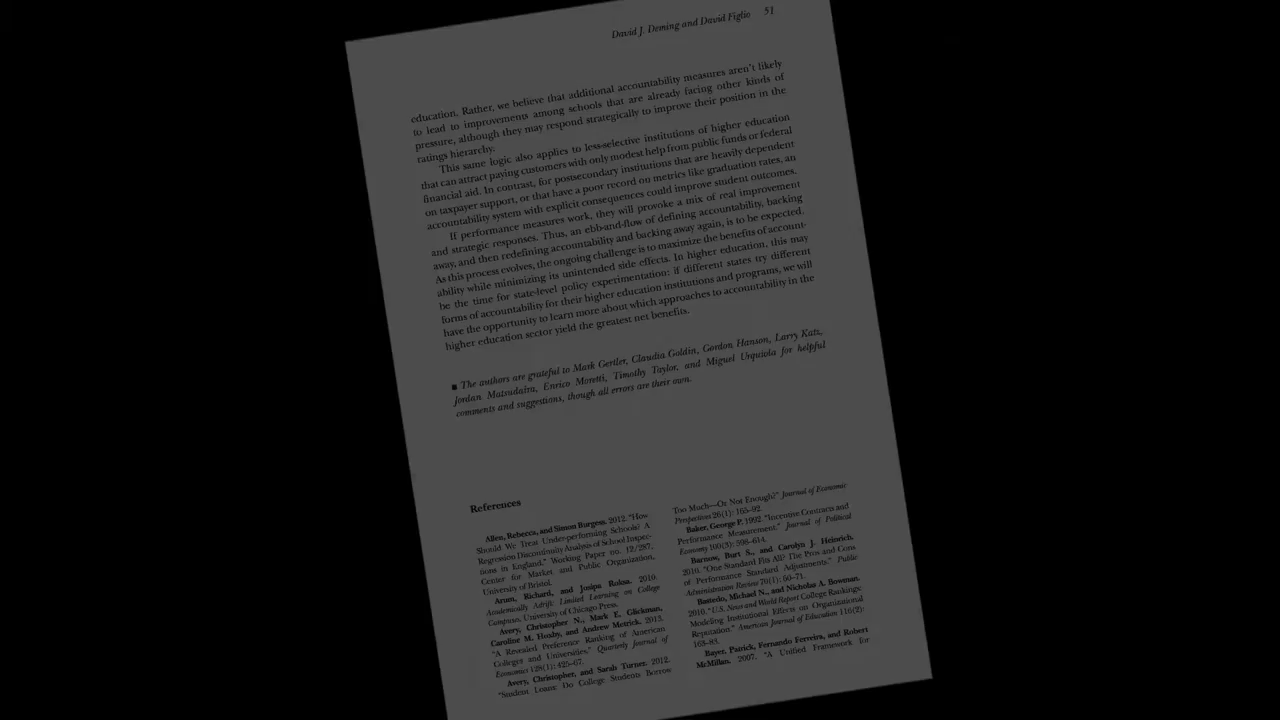 David J. Deming and David Figlio 51
education. Rather, we believe that additional accountability measures aren't likely
to lead to improvements among schools that are already facing other kinds of
pressure, although they may respond strategically to improve their position in the
ratings hierarchy.
This same logic also applies to less-selective institutions of higher education
that can attract paying customers with only modest help from public funds or federal
financial aid. In contrast, for postsecondary institutions that are heavily dependent
on taxpayer support, or that have a poor record on metrics like graduation rates, an
accountability system with explicit consequences could improve student outcomes.
If performance measures work, they will provoke a mix of real improvement
and strategic responses. Thus, an ebb-and-flow of defining accountability, backing
away, and then redefining accountability and backing away again, is to be expected.
As this process evolves, the ongoing challenge is to maximize the benefits of account-
ability while minimizing its unintended side effects. In higher education, this may
be the time for state-level policy experimentation: if different states try different
forms of accountability for their higher education institutions and programs, we will
have the opportunity to learn more about which approaches to accountability in the
higher education sector yield the greatest net benefits.
■ The authors are grateful to Mark Gertler, Claudia Goldin, Gordon Hanson, Larry Katz,
Jordan Matsudaira, Enrico Moretti, Timothy Taylor, and Miguel Urquiola for helpful
comments and suggestions, though all errors are their own.
References
Allen, Rebecca, and Simon Burgess. 2012. "How
Should We Treat Under-performing Schools? A
Regression Discontinuity Analysis of School Inspec-
tions in England." Working Paper no. 12/287,
Center for Market and Public Organization,
University of Bristol.
Arum, Richard, and Josipa Roksa. 2010.
Academically Adrift: Limited Learning on College
Campuses. University of Chicago Press.
Avery, Christopher N., Mark E. Glickman,
Caroline M. Hoxby, and Andrew Metrick. 2013.
"A Revealed Preference Ranking of American
Colleges and Universities." Quarterly Journal of
Economics 128(1): 425–67.
Avery, Christopher, and Sarah Turner. 2012.
"Student Loans: Do College Students Borrow
Too Much—Or Not Enough?" Journal of Economic
Perspectives 26(1): 165–92.
Baker, George P. 1992. "Incentive Contracts and
Performance Measurement." Journal of Political
Economy 100(3): 598–614.
Barnow, Burt S., and Carolyn J. Heinrich.
2010. "One Standard Fits All? The Pros and Cons
of Performance Standard Adjustments." Public
Administration Review 70(1): 60–71.
Bastedo, Michael N., and Nicholas A. Bowman.
2010. "U.S. News and World Report College Rankings:
Modeling Institutional Effects on Organizational
Reputation." American Journal of Education 116(2):
163–83.
Bayer, Patrick, Fernando Ferreira, and Robert
McMillan. 2007. "A Unified Framework for